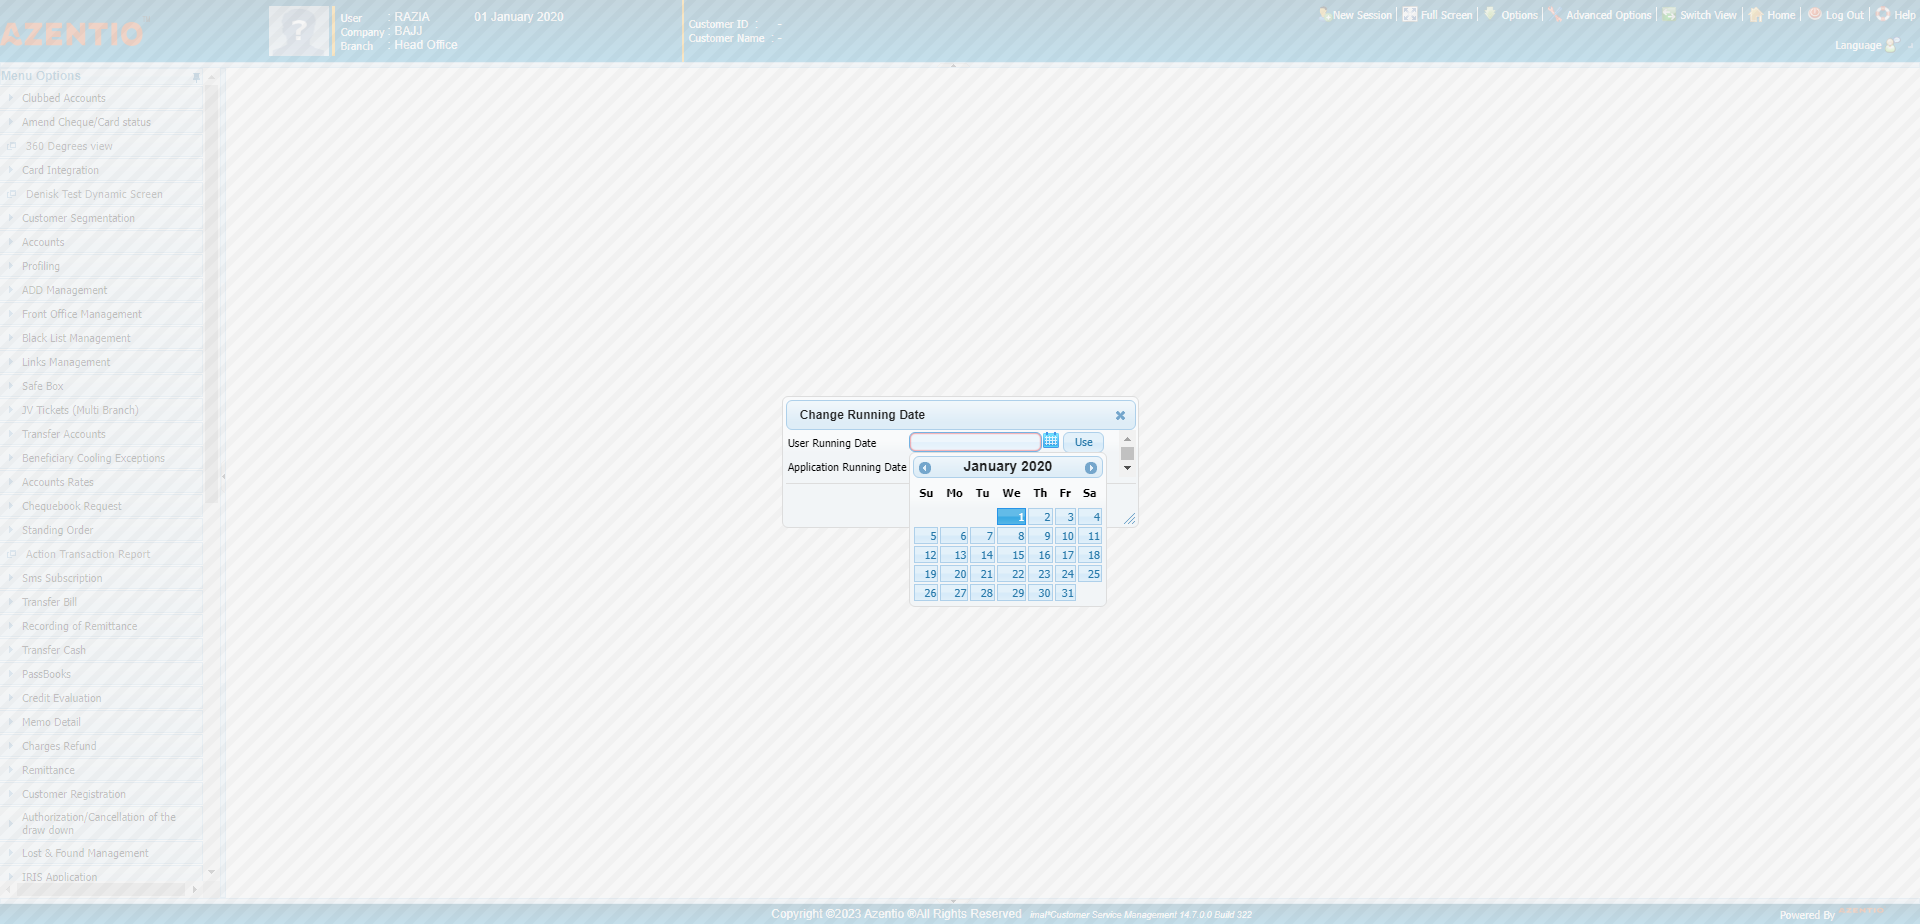 AZENTIO
User : RAZIA 01 January 2020
Company : BAJJ
Branch : Head Office
Customer ID : -
Customer Name : -
New Session | Full Screen | Options | Advanced Options | Switch View | Home | Log Out | Help
Language
Menu Options
Clubbed Accounts
Amend Cheque/Card status
360 Degrees view
Card Integration
Denisk Test Dynamic Screen
Customer Segmentation
Accounts
Profiling
ADD Management
Front Office Management
Black List Management
Links Management
Safe Box
JV Tickets (Multi Branch)
Transfer Accounts
Beneficiary Cooling Exceptions
Accounts Rates
Chequebook Request
Standing Order
Action Transaction Report
Sms Subscription
Transfer Bill
Recording of Remittance
Transfer Cash
PassBooks
Credit Evaluation
Memo Detail
Charges Refund
Remittance
Customer Registration
Authorization/Cancellation of the
draw down
Lost & Found Management
IRIS Application
Change Running Date
User Running Date Use
Application Running Date
January 2020
Su Mo Tu We Th Fr Sa
1 2 3 4
5 6 7 8 9 10 11
12 13 14 15 16 17 18
19 20 21 22 23 24 25
26 27 28 29 30 31
Copyright ©2023 Azentio ®All Rights Reserved imal*Customer Service Management 14.7.0.0 Build 322
Powered By